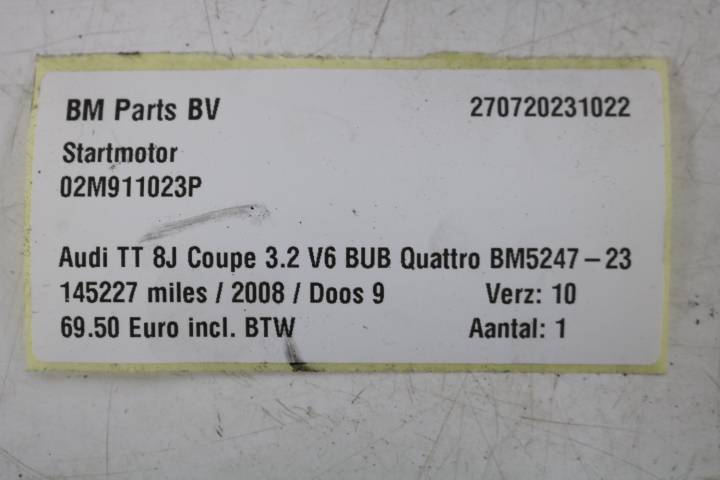 BM Parts BV 270720231022
Startmotor
02M911023P
Audi TT 8J Coupe 3.2 V6 BUB Quattro BM5247-23
145227 miles / 2008 / Doos 9 Verz: 10
69.50 Euro incl. BTW Aantal: 1